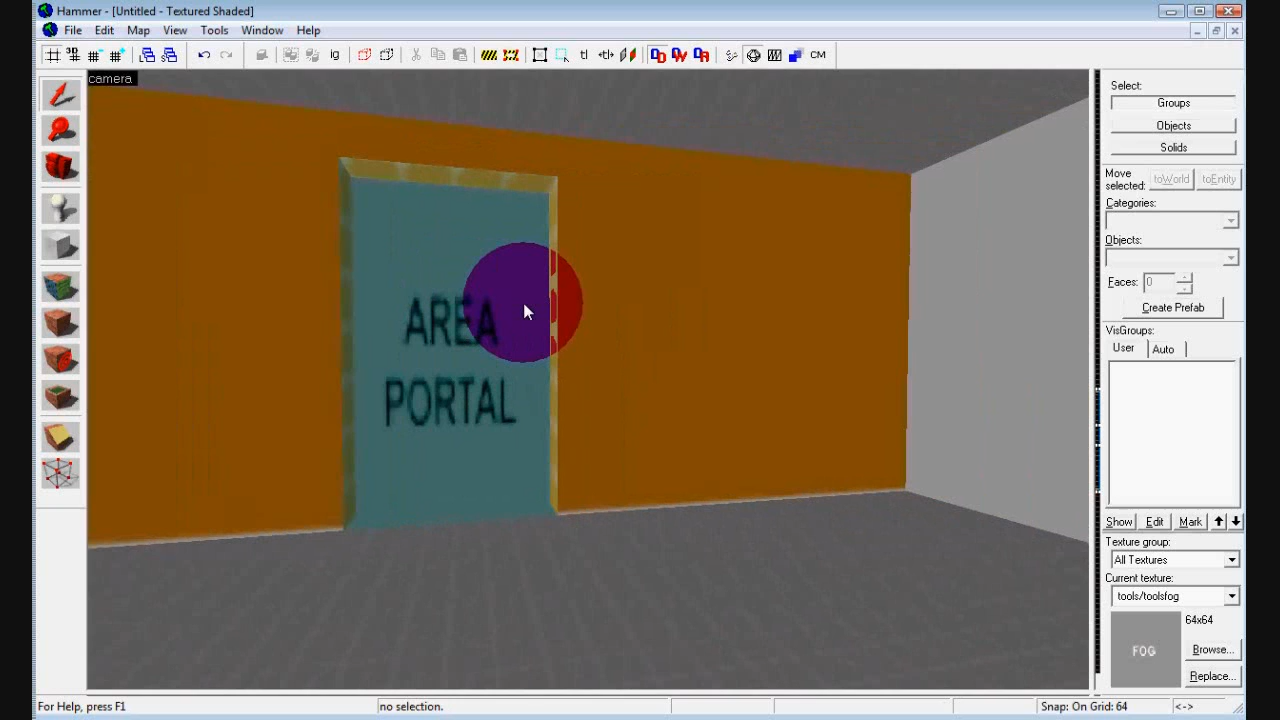 Hammer - [Untitled - Textured Shaded]
File Edit Map View Tools Window Help
3D
ig
tl
CM
camera
AREA
PORTAL
Select:
Groups
Objects
Solids
Move
selected:
toWorld
toEntity
Categories:
Objects:
Faces: 0
Create Prefab
VisGroups:
User Auto
Show Edit Mark
Texture group:
All Textures
Current texture:
tools/toolsfog
FOG
64x64
Browse...
Replace...
For Help, press F1
no selection.
Snap: On Grid: 64
<->